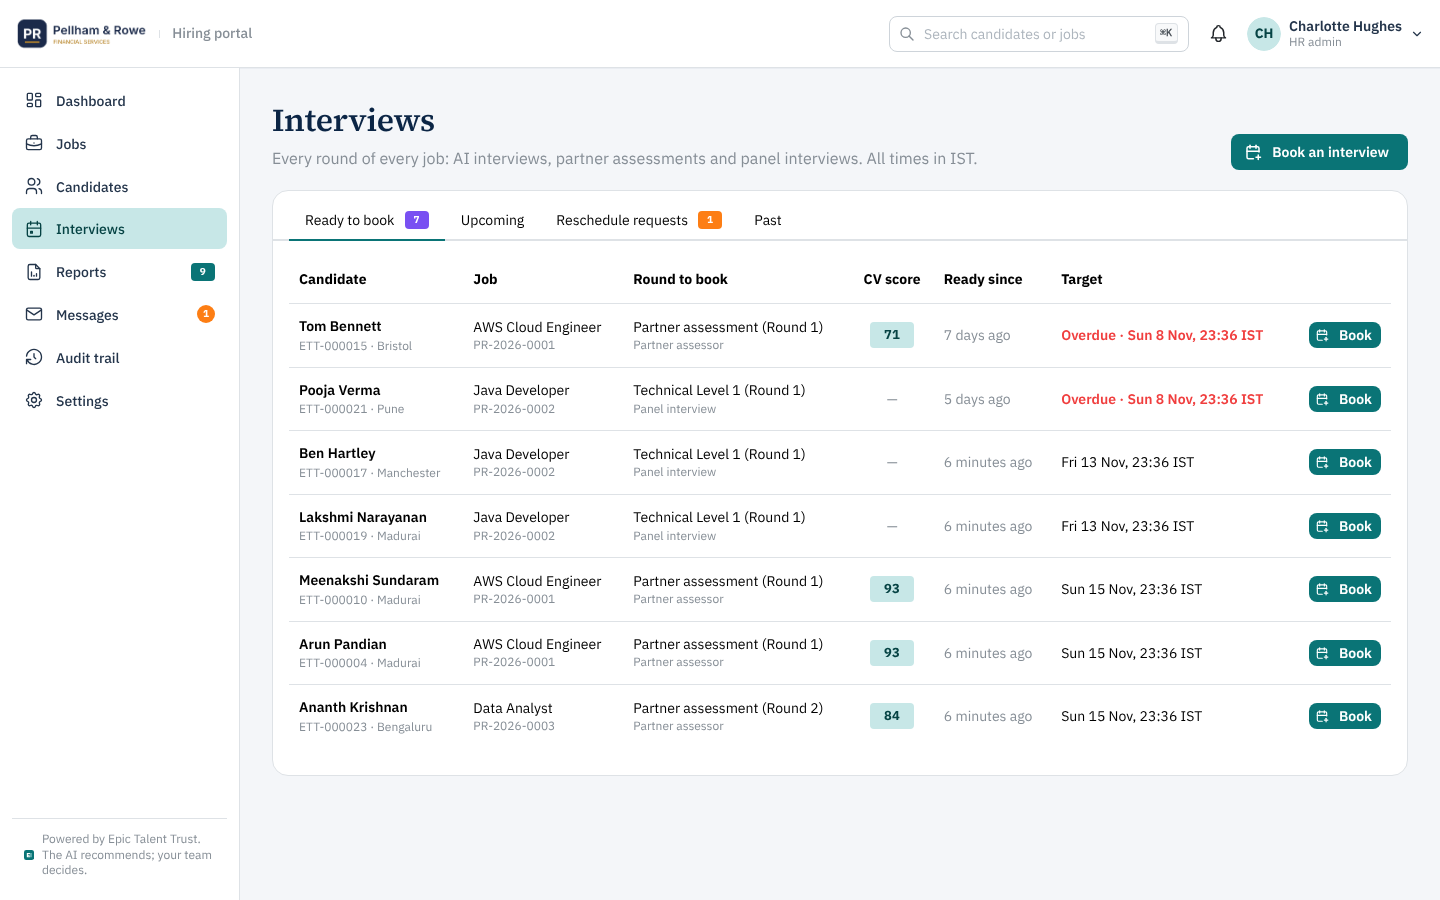 PR Pellham & Rowe
FINANCIAL SERVICES
Hiring portal
Search candidates or jobs
⌘K
CH
Charlotte Hughes
HR admin
Dashboard
Jobs
Candidates
Interviews
Reports 9
Messages 1
Audit trail
Settings
Powered by Epic Talent Trust.
The AI recommends; your team
decides.
Interviews
Every round of every job: AI interviews, partner assessments and panel interviews. All times in IST.
Book an interview
Ready to book 7 Upcoming Reschedule requests 1 Past
Candidate Job Round to book CV score Ready since Target
Tom Bennett AWS Cloud Engineer Partner assessment (Round 1) 71 7 days ago Overdue · Sun 8 Nov, 23:36 IST Book
ETT-000015 · Bristol PR-2026-0001 Partner assessor
Pooja Verma Java Developer Technical Level 1 (Round 1) — 5 days ago Overdue · Sun 8 Nov, 23:36 IST Book
ETT-000021 · Pune PR-2026-0002 Panel interview
Ben Hartley Java Developer Technical Level 1 (Round 1) — 6 minutes ago Fri 13 Nov, 23:36 IST Book
ETT-000017 · Manchester PR-2026-0002 Panel interview
Lakshmi Narayanan Java Developer Technical Level 1 (Round 1) — 6 minutes ago Fri 13 Nov, 23:36 IST Book
ETT-000019 · Madurai PR-2026-0002 Panel interview
Meenakshi Sundaram AWS Cloud Engineer Partner assessment (Round 1) 93 6 minutes ago Sun 15 Nov, 23:36 IST Book
ETT-000010 · Madurai PR-2026-0001 Partner assessor
Arun Pandian AWS Cloud Engineer Partner assessment (Round 1) 93 6 minutes ago Sun 15 Nov, 23:36 IST Book
ETT-000004 · Madurai PR-2026-0001 Partner assessor
Ananth Krishnan Data Analyst Partner assessment (Round 2) 84 6 minutes ago Sun 15 Nov, 23:36 IST Book
ETT-000023 · Bengaluru PR-2026-0003 Partner assessor